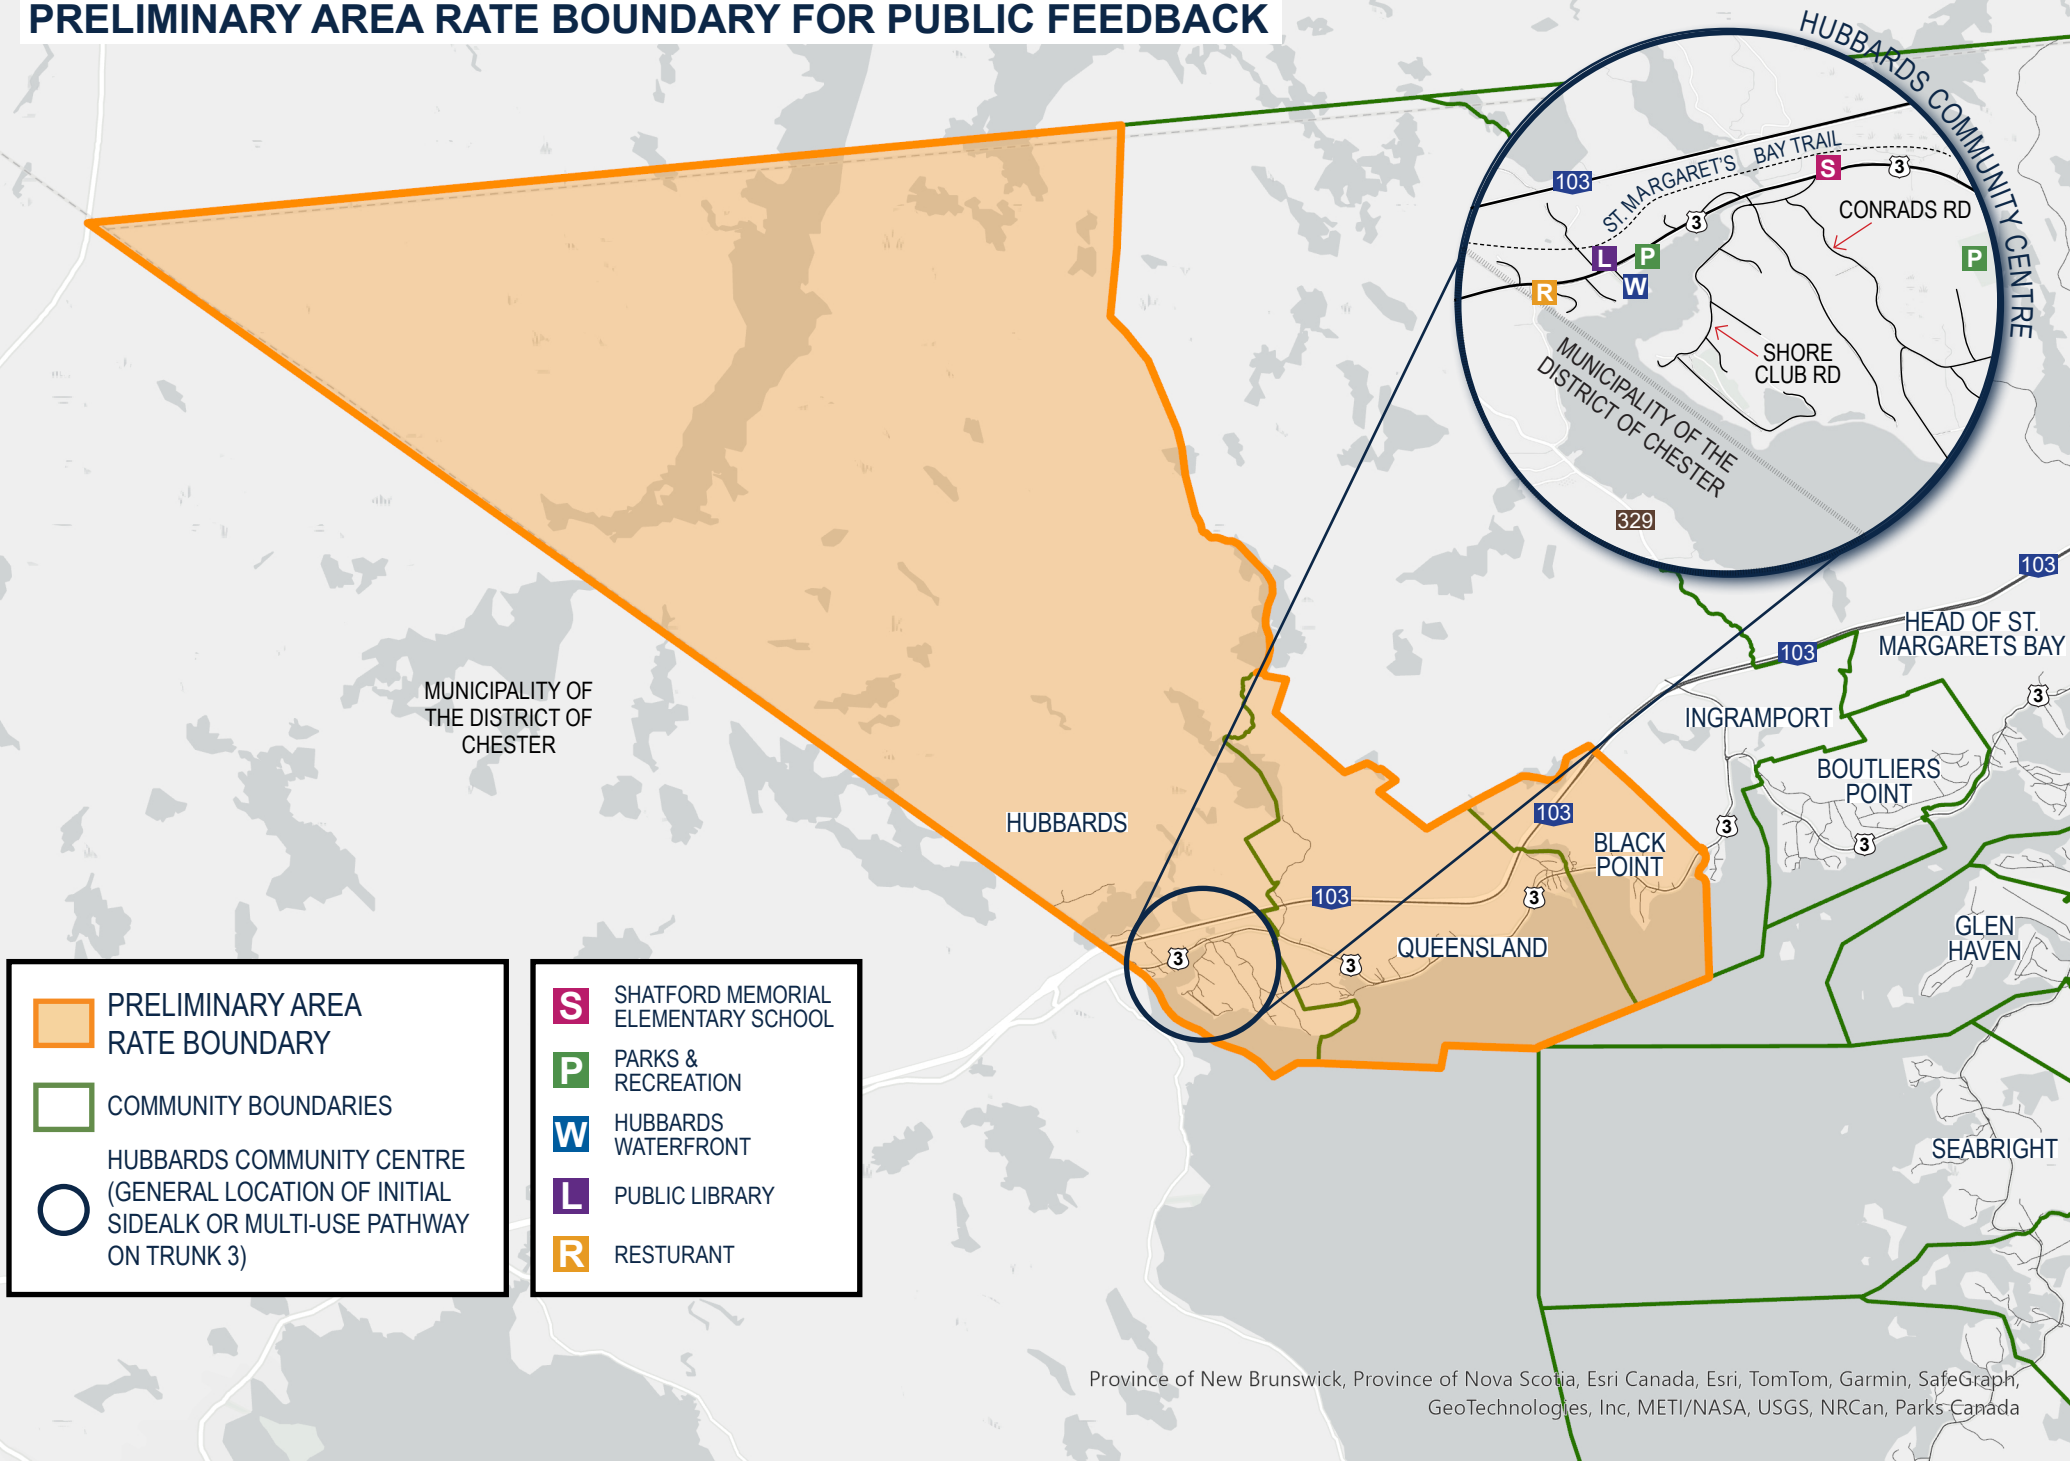 PRELIMINARY AREA RATE BOUNDARY FOR PUBLIC FEEDBACK
HUBBARDS COMMUNITY CENTRE
103
ST. MARGARET'S BAY TRAIL
S
3
3
CONRADS RD
L
P
P
W
R
SHORE
CLUB RD
MUNICIPALITY OF THE
DISTRICT OF CHESTER
329
103
HEAD OF ST.
MARGARETS BAY
103
3
INGRAMPORT
MUNICIPALITY OF
THE DISTRICT OF
CHESTER
BOUTLIERS
POINT
HUBBARDS
103
3
3
BLACK
POINT
103
3
GLEN
HAVEN
QUEENSLAND
3
3
SEABRIGHT
PRELIMINARY AREA
RATE BOUNDARY
COMMUNITY BOUNDARIES
HUBBARDS COMMUNITY CENTRE
(GENERAL LOCATION OF INITIAL
SIDEALK OR MULTI-USE PATHWAY
ON TRUNK 3)
S SHATFORD MEMORIAL
ELEMENTARY SCHOOL
P PARKS &
RECREATION
W HUBBARDS
WATERFRONT
L PUBLIC LIBRARY
R RESTURANT
Province of New Brunswick, Province of Nova Scotia, Esri Canada, Esri, TomTom, Garmin, SafeGraph,
GeoTechnologies, Inc, METI/NASA, USGS, NRCan, Parks Canada